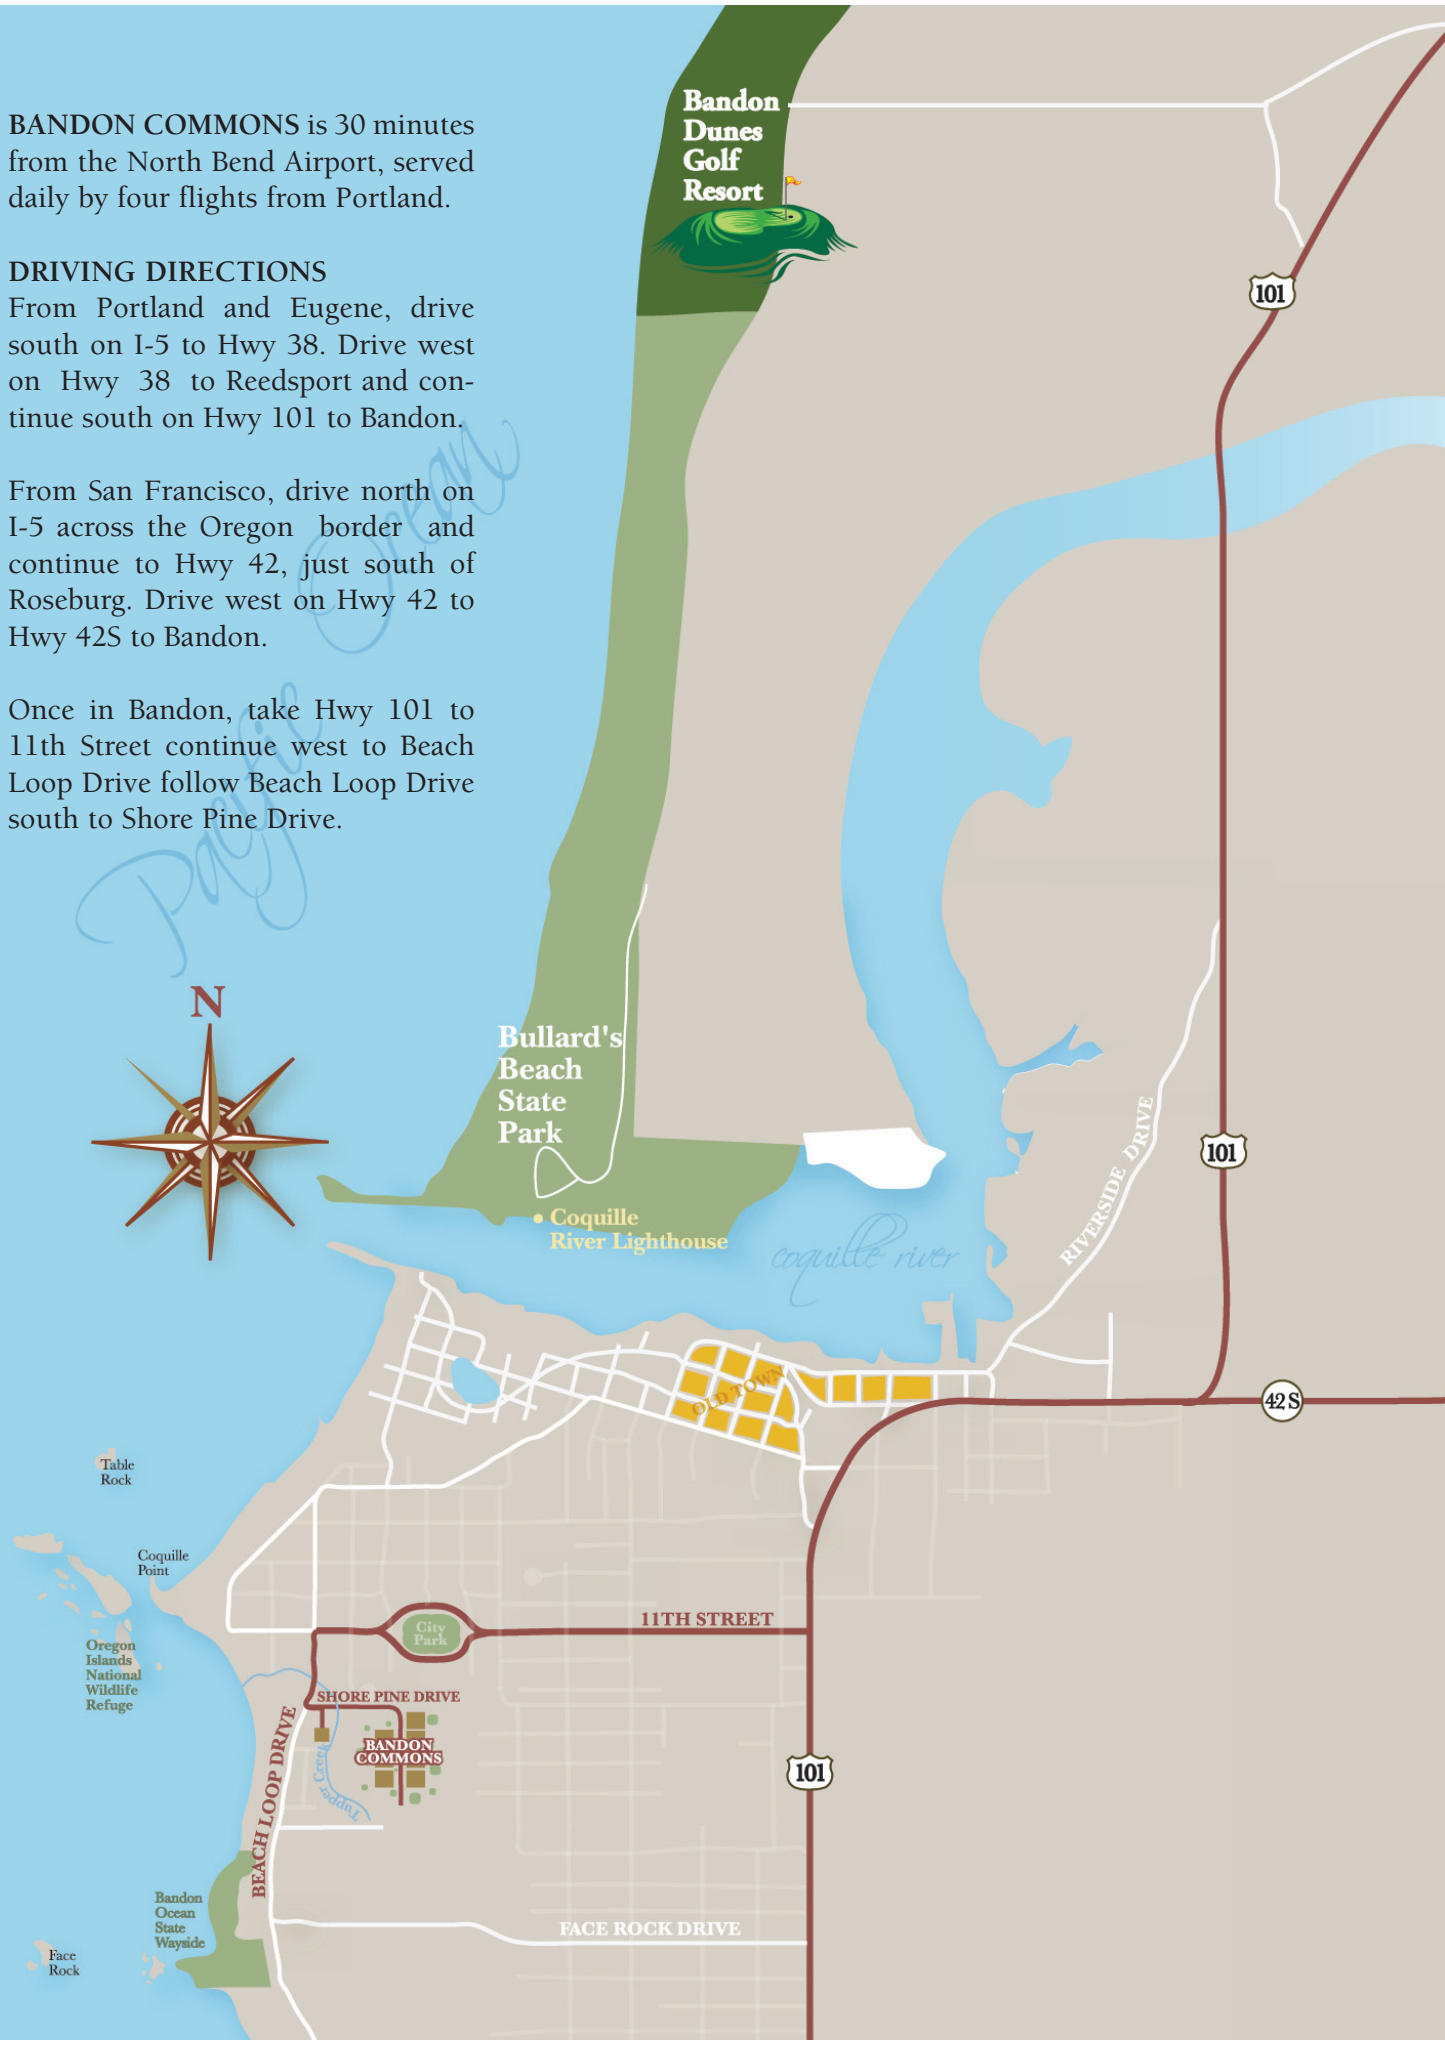 BANDON COMMONS is 30 minutes
from the North Bend Airport, served
daily by four flights from Portland.
DRIVING DIRECTIONS
From Portland and Eugene, drive
south on I-5 to Hwy 38. Drive west
on Hwy 38 to Reedsport and con-
tinue south on Hwy 101 to Bandon.
From San Francisco, drive north on
I-5 across the Oregon border and
continue to Hwy 42, just south of
Roseburg. Drive west on Hwy 42 to
Hwy 42S to Bandon.
Once in Bandon, take Hwy 101 to
11th Street continue west to Beach
Loop Drive follow Beach Loop Drive
south to Shore Pine Drive.
Pacific Ocean
Bandon
Dunes
Golf
Resort
101
N
Bullard's
Beach
State
Park
Coquille
River Lighthouse
coquille river
RIVERSIDE DRIVE
101
OLD TOWN
42 S
Table
Rock
Coquille
Point
Oregon
Islands
National
Wildlife
Refuge
City
Park
11TH STREET
SHORE PINE DRIVE
BANDON
COMMONS
Tupper Creek
BEACH LOOP DRIVE
101
Bandon
Ocean
State
Wayside
FACE ROCK DRIVE
Face
Rock